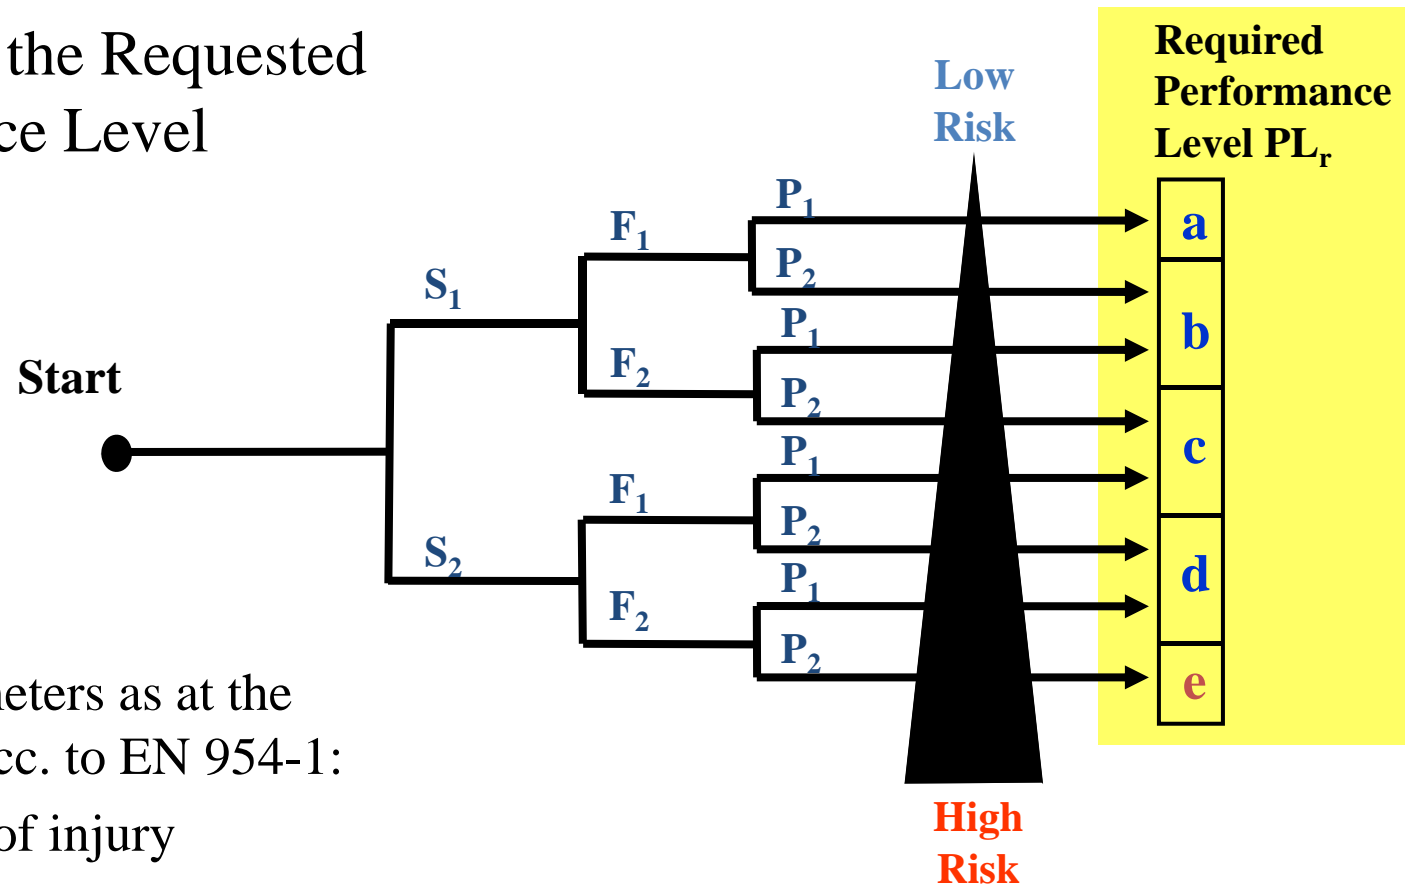 the Requested
ce Level
Low
Risk
Required
Performance
Level PLr
Start
S1
F1
P1
a
P2
b
F2
P1
P2
c
S2
F1
P1
P2
d
F2
P1
P2
e
High
Risk
neters as at the
cc. to EN 954-1:
of injury